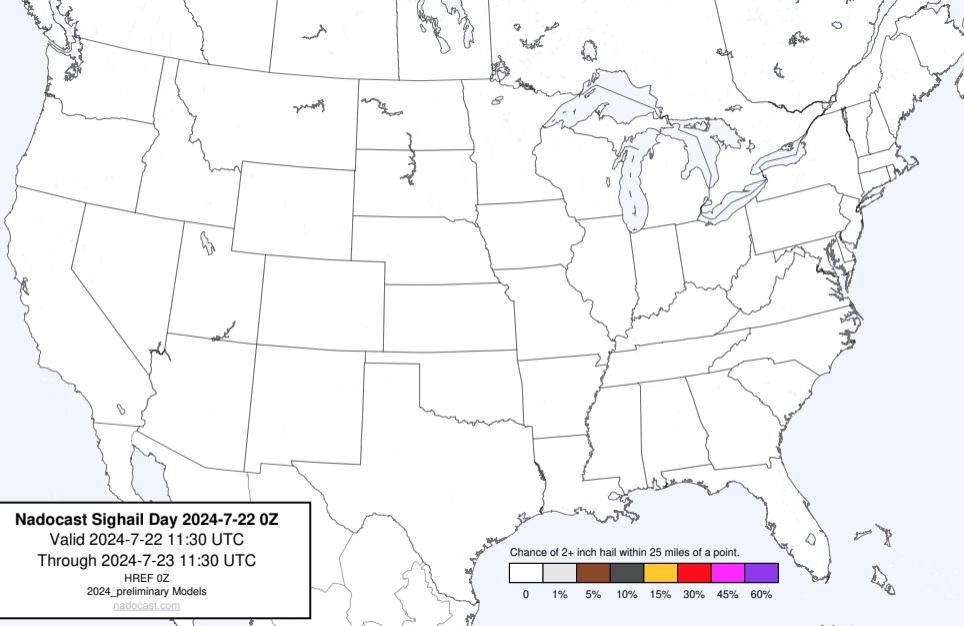 Nadocast Sighail Day 2024-7-22 0Z
Valid 2024-7-22 11:30 UTC
Through 2024-7-23 11:30 UTC
HREF 0Z
2024_preliminary Models
nadocast.com
Chance of 2+ inch hail within 25 miles of a point.
0 1% 5% 10% 15% 30% 45% 60%